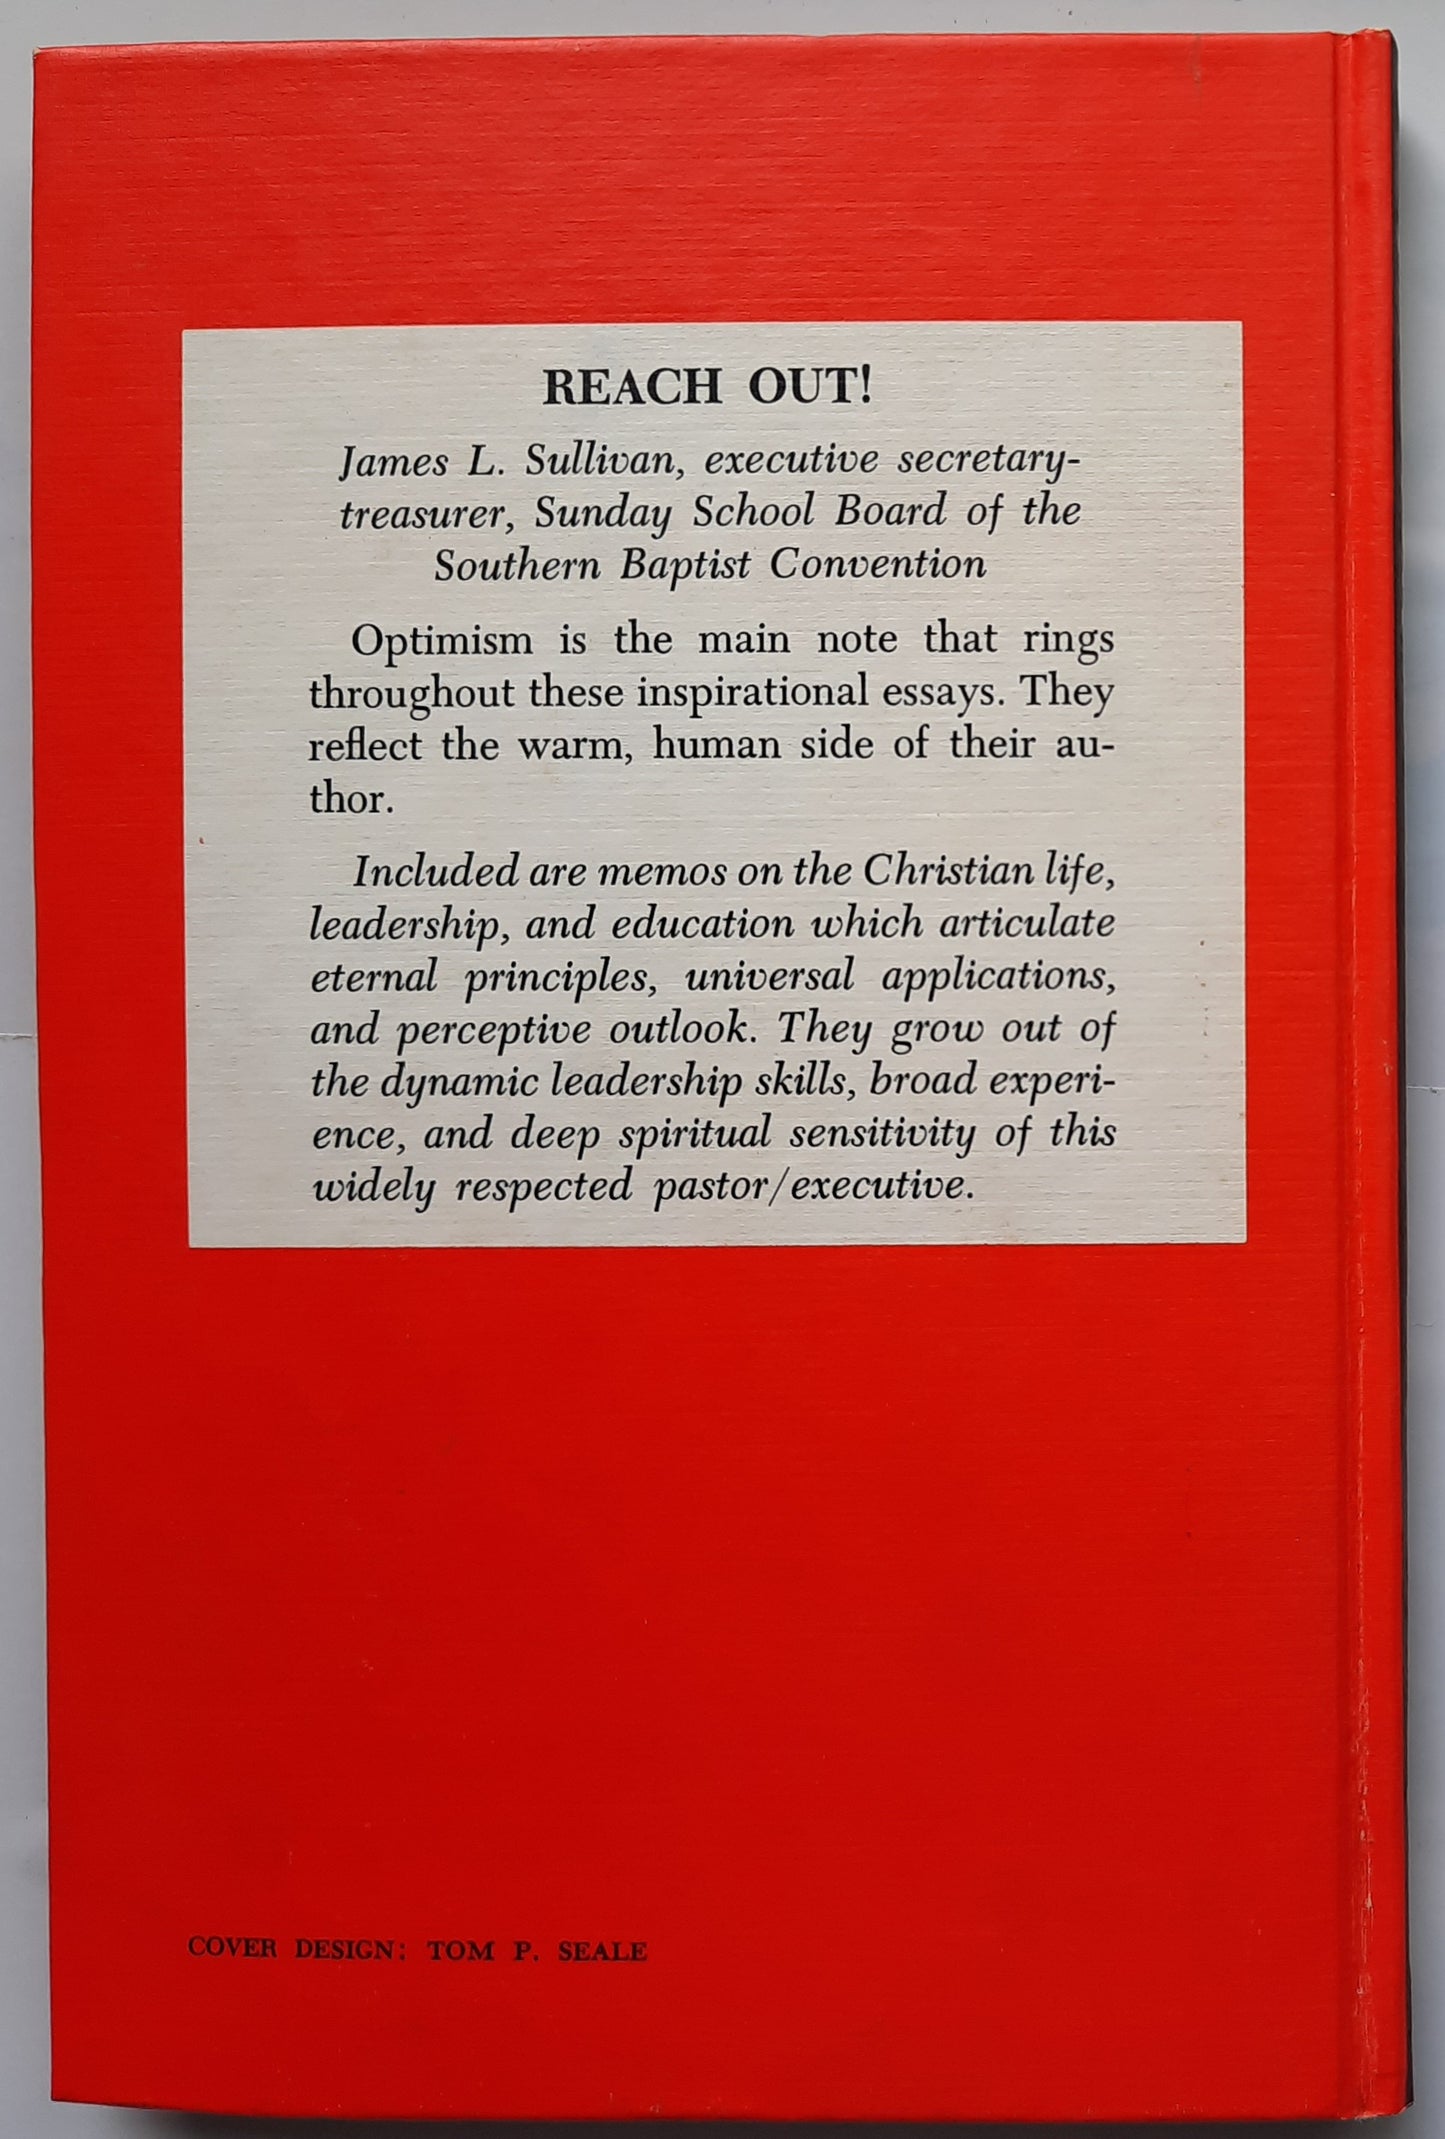 REACH OUT!
James L. Sullivan, executive secretary-
treasurer, Sunday School Board of the
Southern Baptist Convention
Optimism is the main note that rings
throughout these inspirational essays. They
reflect the warm, human side of their au-
thor.
Included are memos on the Christian life,
leadership, and education which articulate
eternal principles, universal applications,
and perceptive outlook. They grow out of
the dynamic leadership skills, broad experi-
ence, and deep spiritual sensitivity of this
widely respected pastor/executive.
COVER DESIGN: TOM P. SEALE